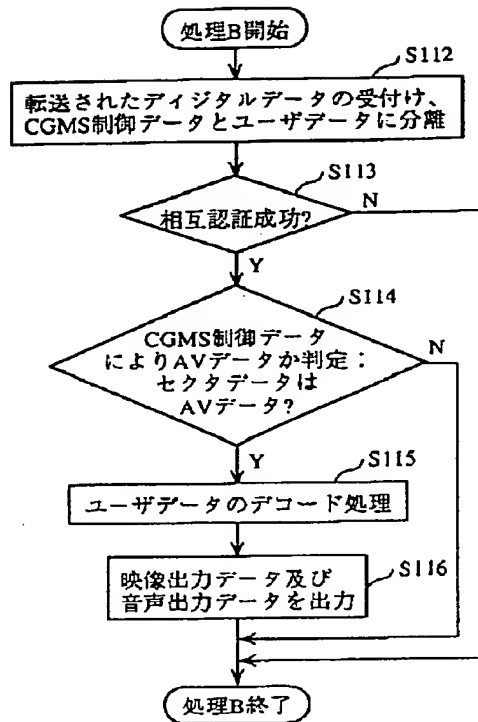 処理B開始
S112
転送されたディジタルデータの受付け、
CGMS制御データとユーザデータに分離
S113
相互認証成功?
N
Y
S114
CGMS制御データ
によりAVデータか判定:
セクタデータは
AVデータ?
N
Y
S115
ユーザデータのデコード処理
S116
映像出力データ及び
音声出力データを出力
処理B終了